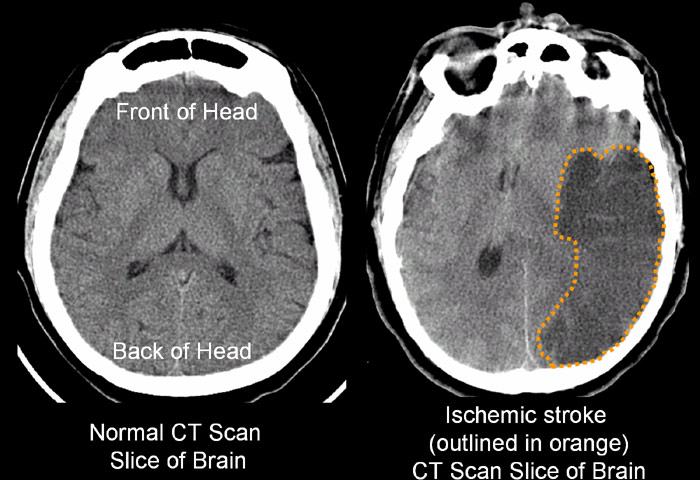 Front of Head
Back of Head
Normal CT Scan
Slice of Brain
Ischemic stroke
(outlined in orange)
CT Scan Slice of Brain